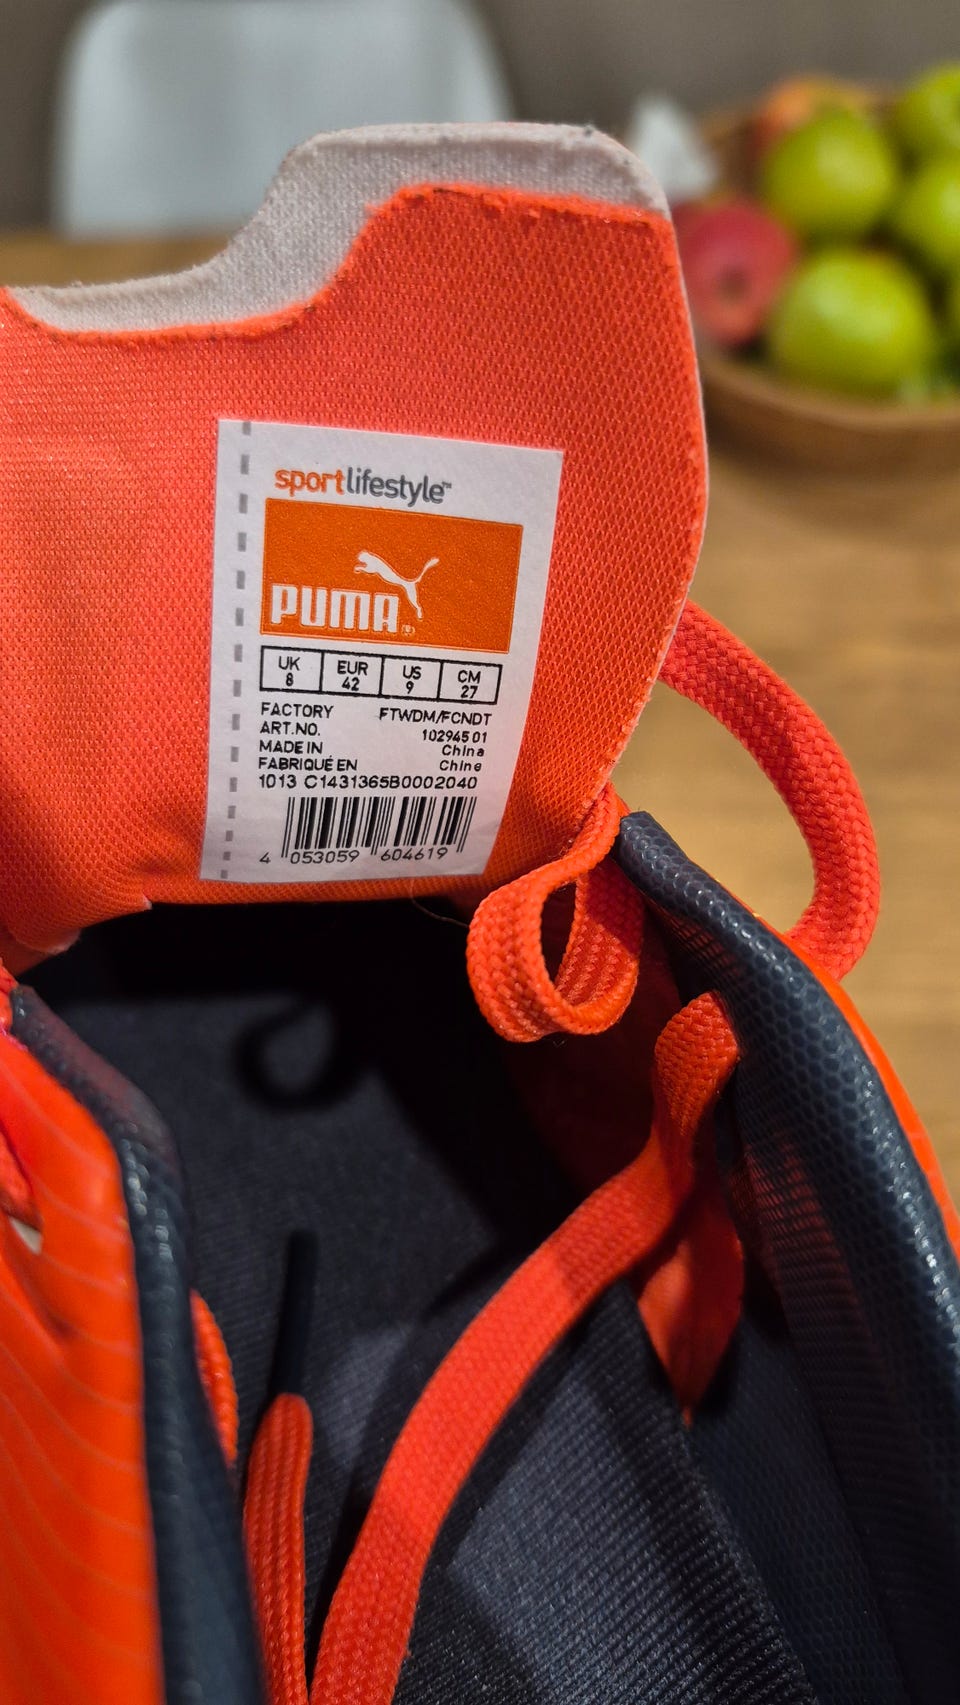 sportlifestyle™
PUMA®
UK EUR US CM
8 42 9 27
FACTORY FTWDM/FCNDT
ART.NO. 102945 01
MADE IN China
FABRIQUÉ EN Chine
1013 C1431365B0002040
4 053059 604619